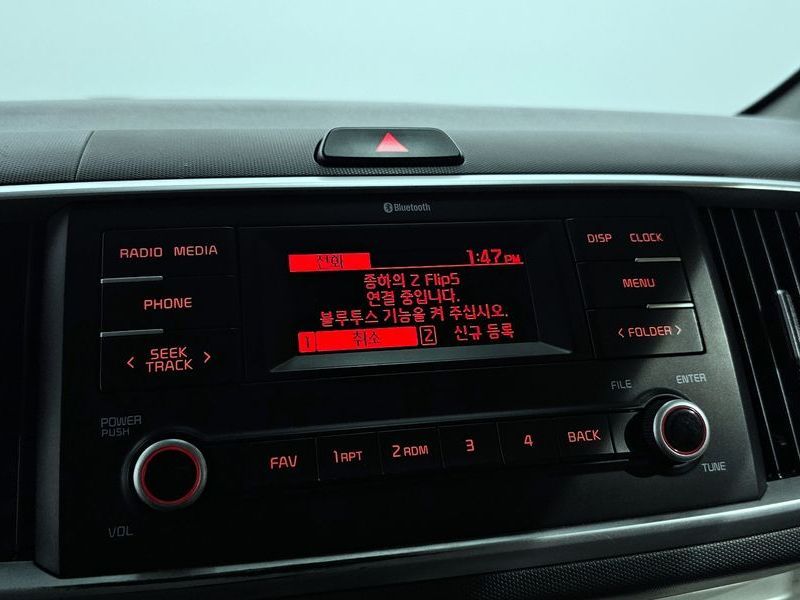 Bluetooth
RADIO MEDIA
DISP CLOCK
전화 1:47 PM
종하의 Z Flip5
연결 중입니다.
블루투스 기능을 켜 주십시오.
1 취소 2 신규 등록
PHONE
MENU
< SEEK TRACK >
< FOLDER >
FILE ENTER
POWER
PUSH
FAV 1 RPT 2 RDM 3 4 BACK
TUNE
VOL